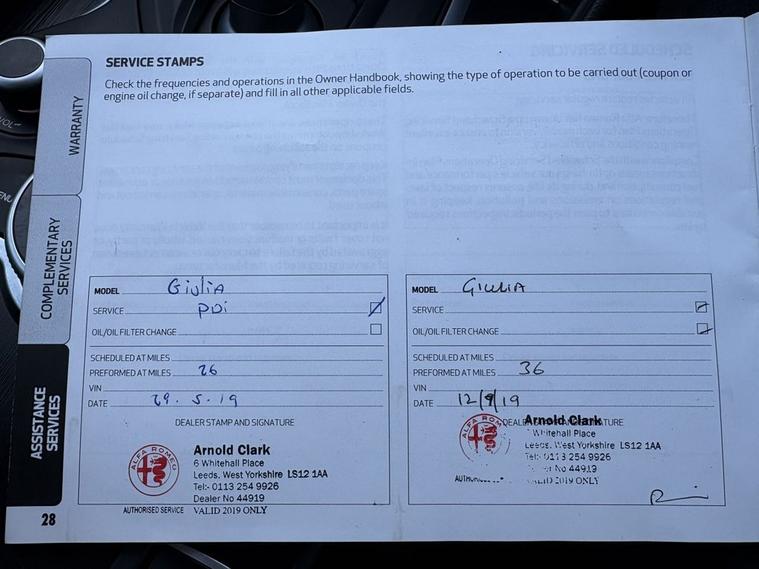 SERVICE STAMPS
Check the frequencies and operations in the Owner Handbook, showing the type of operation to be carried out (coupon or
engine oil change, if separate) and fill in all other applicable fields.
WARRANTY
COMPLEMENTARY
SERVICES
ASSISTANCE
SERVICES
28
MODEL Giulia
SERVICE PDi
OIL/OIL FILTER CHANGE
SCHEDULED AT MILES
PREFORMED AT MILES 26
VIN
DATE 29.5.19
DEALER STAMP AND SIGNATURE
ALFA ROMEO
Arnold Clark
6 Whitehall Place
Leeds, West Yorkshire LS12 1AA
Tel:- 0113 254 9926
Dealer No 44919
AUTHORISED SERVICE VALID 2019 ONLY
MODEL GIULIA
SERVICE
OIL/OIL FILTER CHANGE
SCHEDULED AT MILES
PREFORMED AT MILES 36
VIN
DATE 12/9/19
Arnold Clark
Whitehall Place
Leeds, West Yorkshire LS12 1AA
Tel:- 0113 254 9926
No 44919
VALID 2019 ONLY